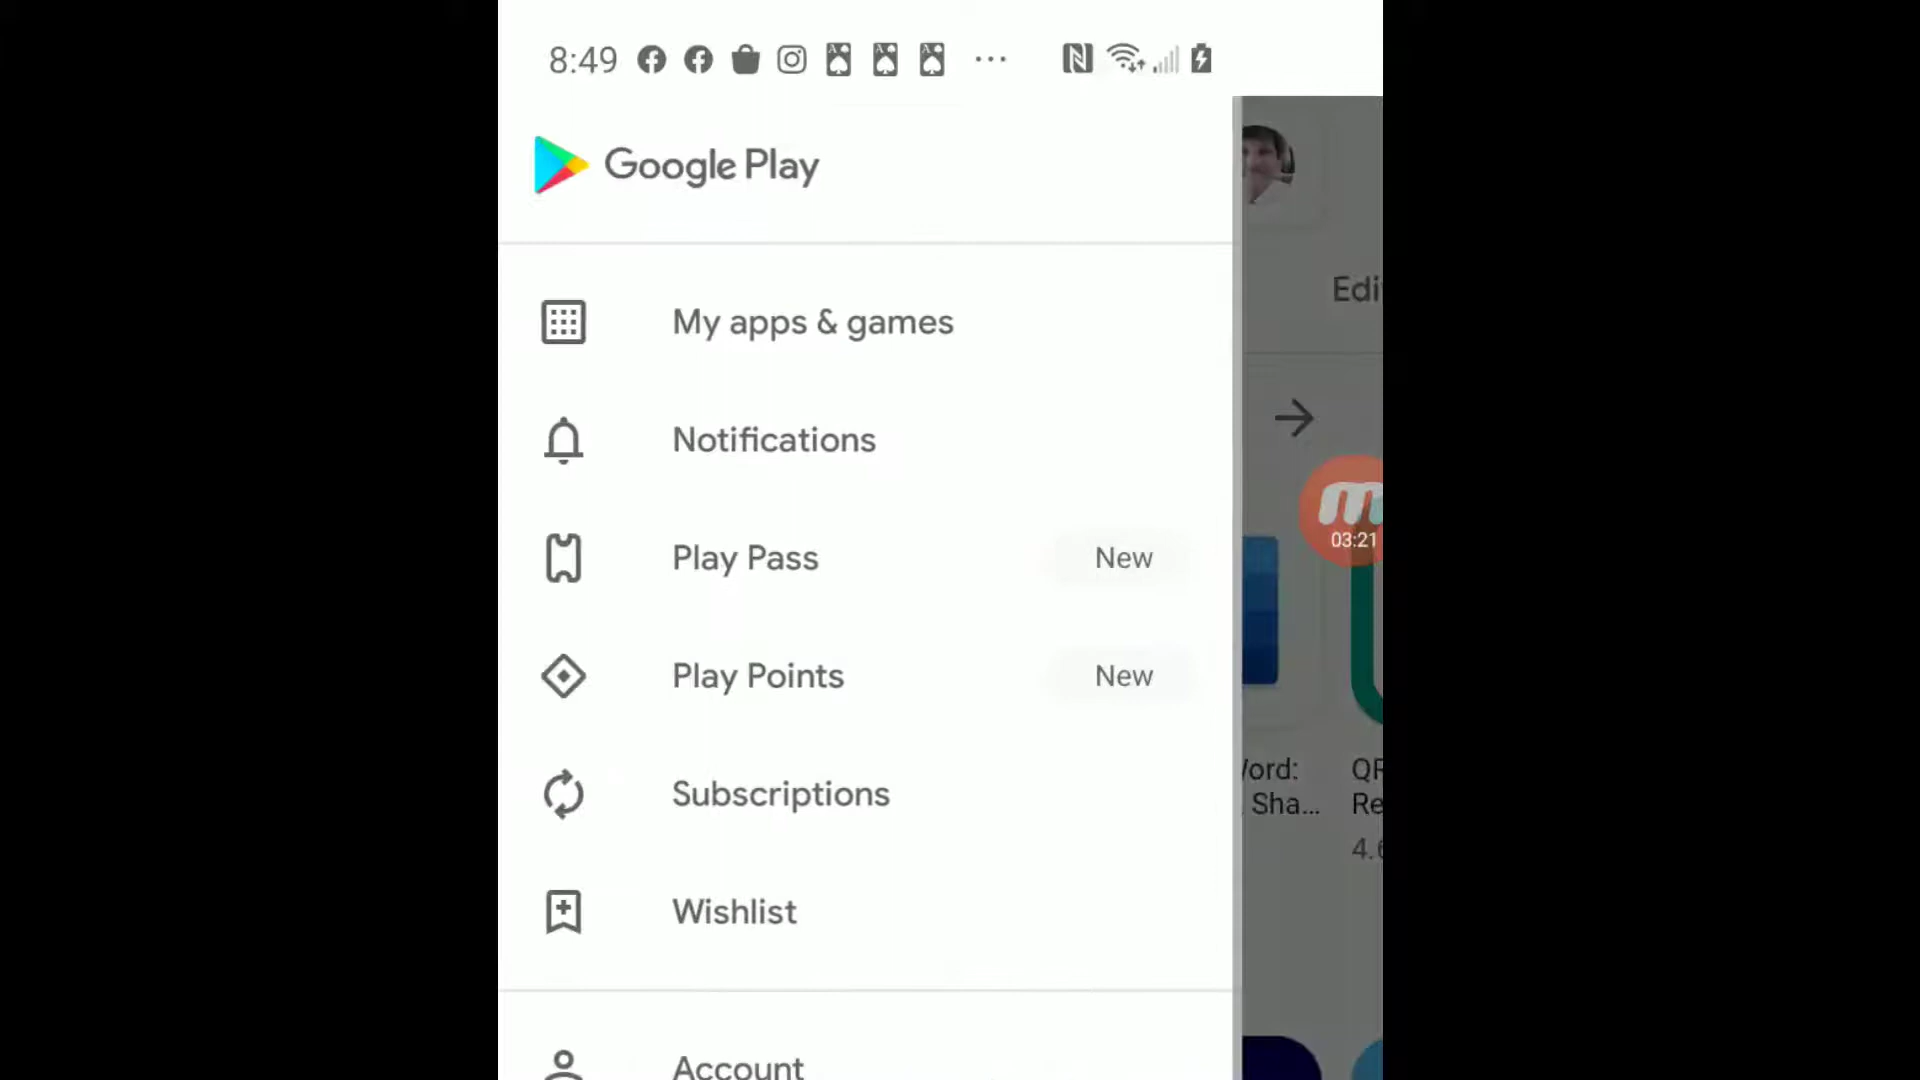 8:49
Google Play
Edi
My apps & games
Notifications
03:21
Play Pass New
Play Points New
Subscriptions
ord: QR
Sha... Re
4.6
Wishlist
Account